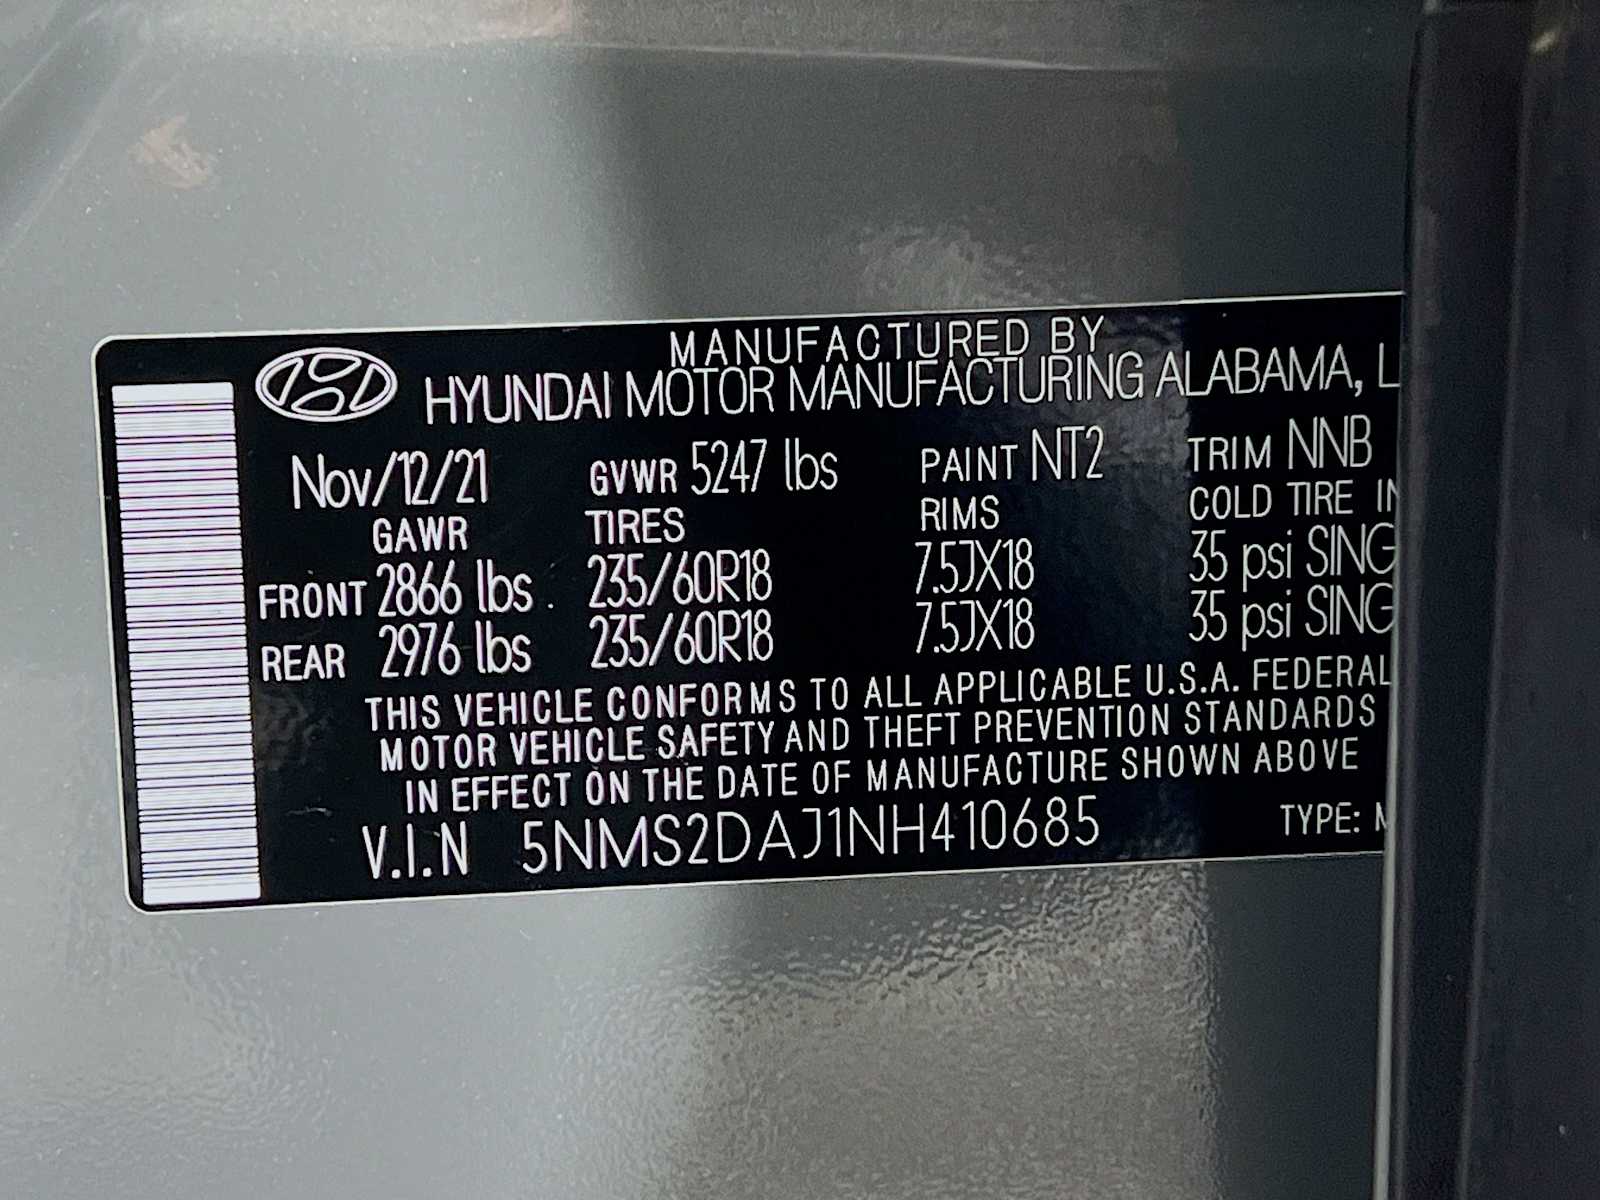 MANUFACTURED BY
HYUNDAI MOTOR MANUFACTURING ALABAMA, L
Nov/12/21 GVWR 5247 lbs PAINT NT2 TRIM NNB
GAWR TIRES RIMS COLD TIRE IN
FRONT 2866 lbs 235/60R18 7.5JX18 35 psi SING
REAR 2976 lbs 235/60R18 7.5JX18 35 psi SING
THIS VEHICLE CONFORMS TO ALL APPLICABLE U.S.A. FEDERAL
MOTOR VEHICLE SAFETY AND THEFT PREVENTION STANDARDS
IN EFFECT ON THE DATE OF MANUFACTURE SHOWN ABOVE
V.I.N 5NMS2DAJ1NH410685 TYPE: M